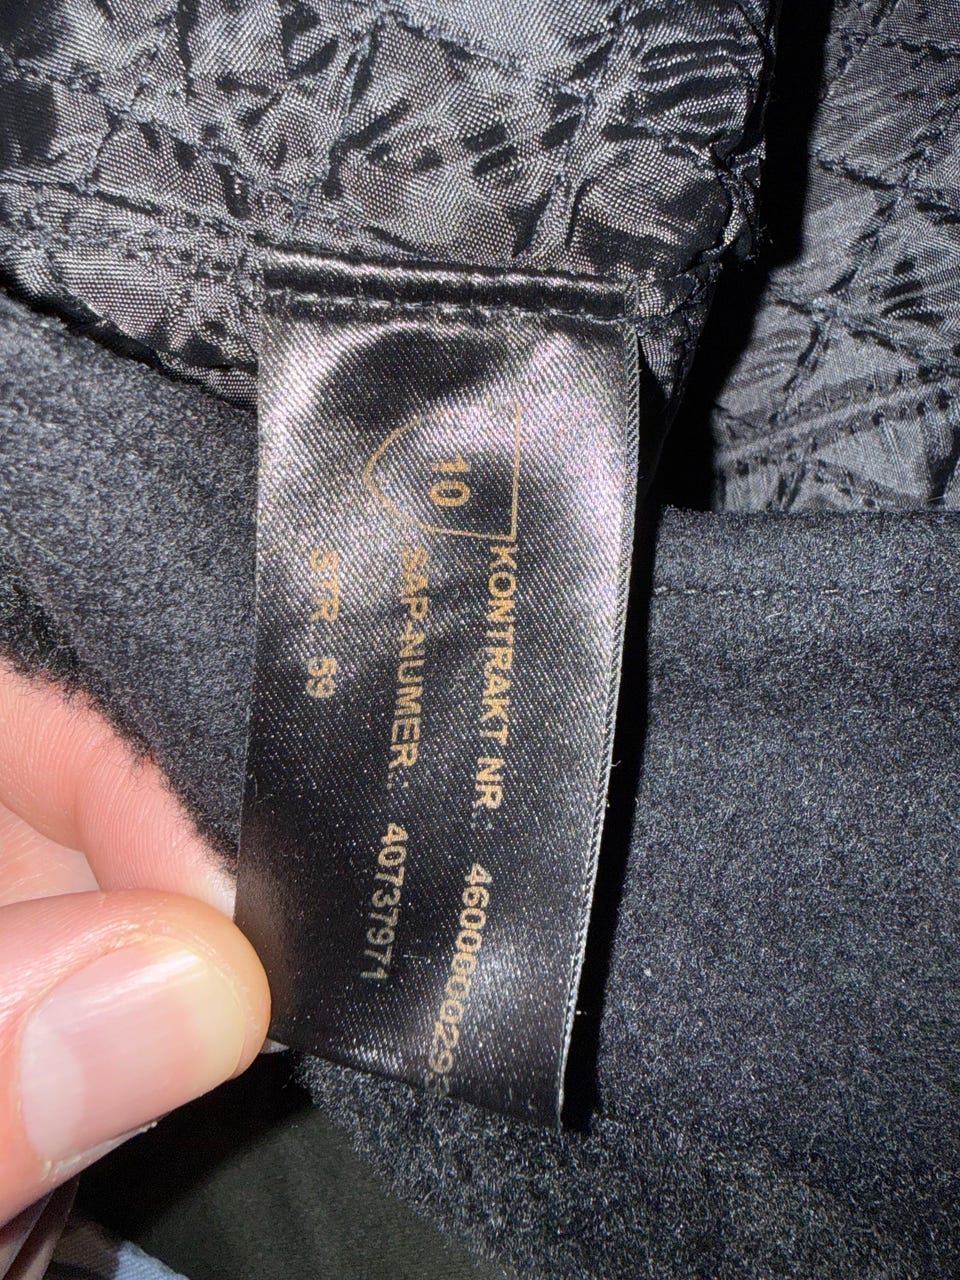 10
KONTRAKT NR.:
SAP-NUMER.: 40737971
STR 59